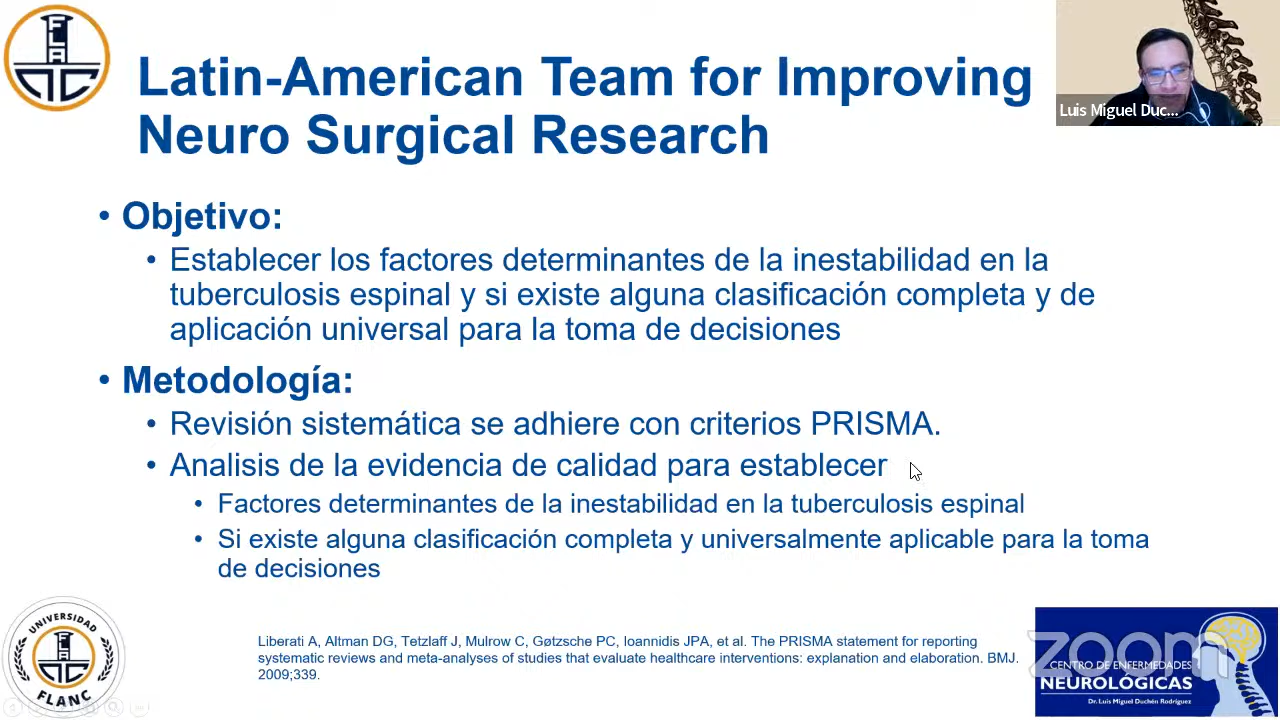 FLANC
Latin-American Team for Improving
Neuro Surgical Research
Luis Miguel Duc...
• Objetivo:
• Establecer los factores determinantes de la inestabilidad en la
tuberculosis espinal y si existe alguna clasificación completa y de
aplicación universal para la toma de decisiones
• Metodología:
• Revisión sistemática se adhiere con criterios PRISMA.
• Analisis de la evidencia de calidad para establecer
• Factores determinantes de la inestabilidad en la tuberculosis espinal
• Si existe alguna clasificación completa y universalmente aplicable para la toma
de decisiones
UNIVERSIDAD
FLANC
FLANC
Liberati A, Altman DG, Tetzlaff J, Mulrow C, Gøtzsche PC, Ioannidis JPA, et al. The PRISMA statement for reporting
systematic reviews and meta-analyses of studies that evaluate healthcare interventions: explanation and elaboration. BMJ.
2009;339.
zoom
CENTRO DE ENFERMEDADES
NEUROLÓGICAS
Dr. Luis Miguel Duchén Rodríguez